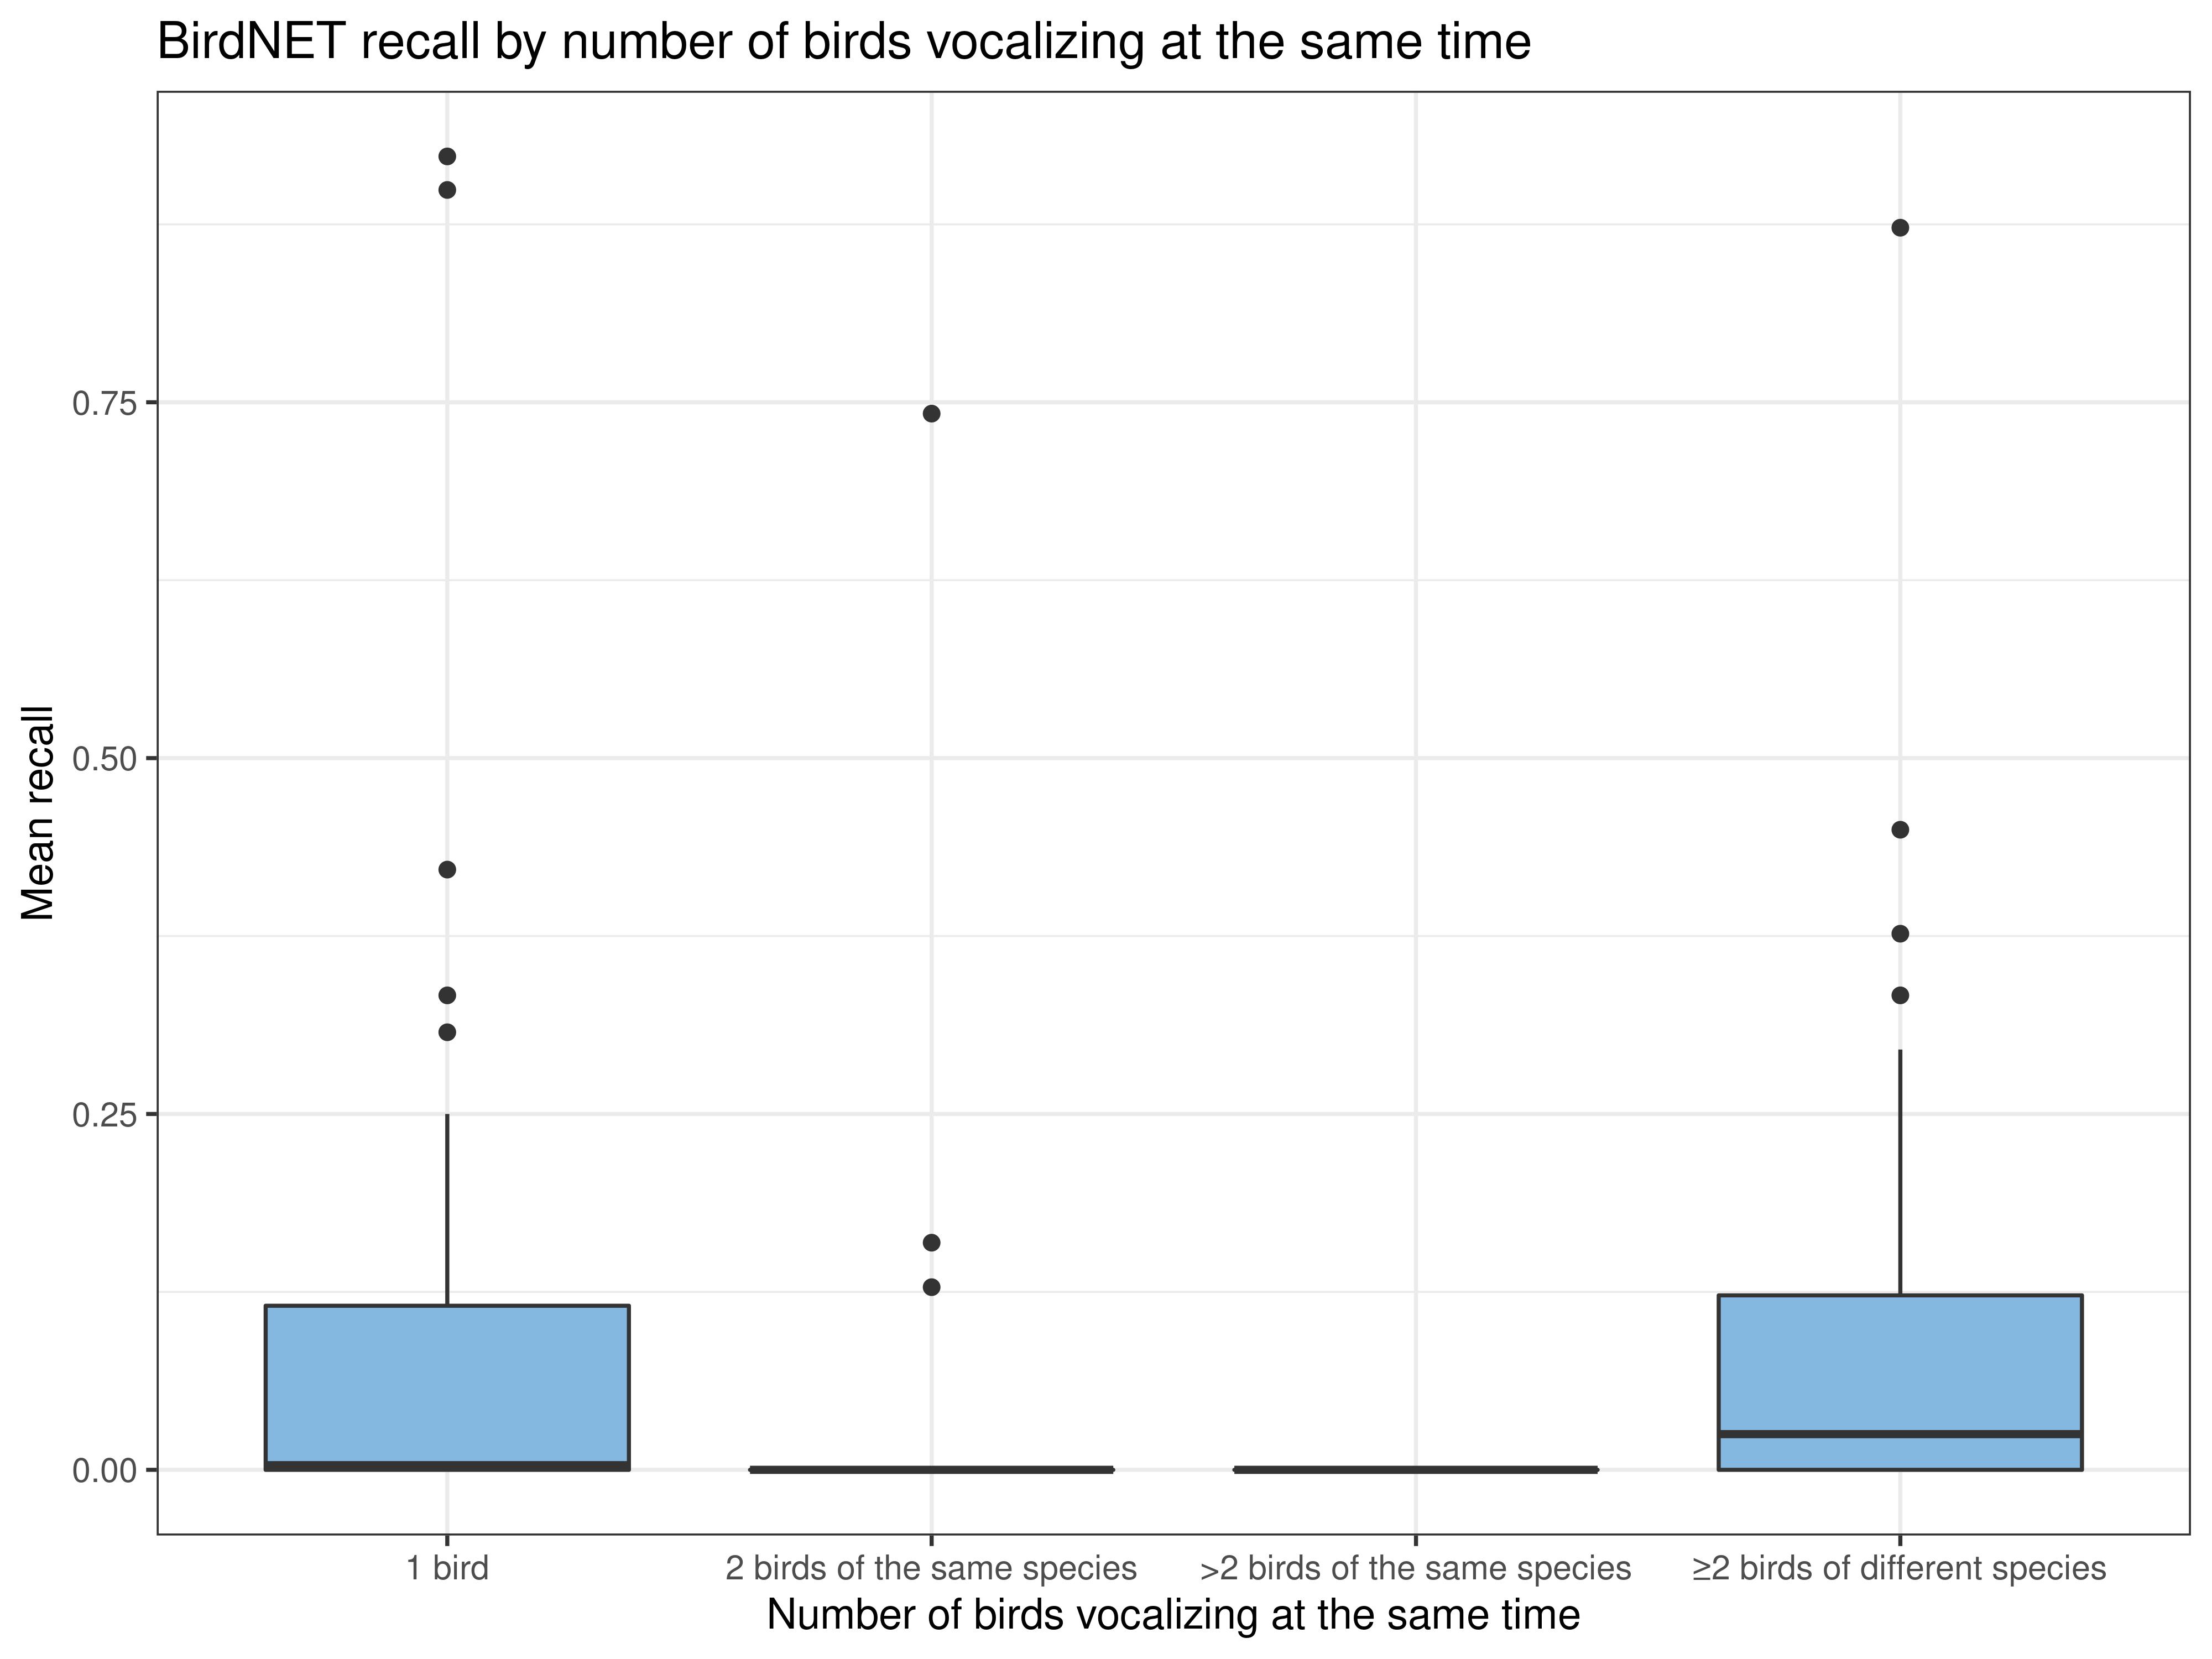 BirdNET recall by number of birds vocalizing at the same time
Mean recall
0.75
0.50
0.25
0.00
1 bird
2 birds of the same species
>2 birds of the same species
≥2 birds of different species
Number of birds vocalizing at the same time